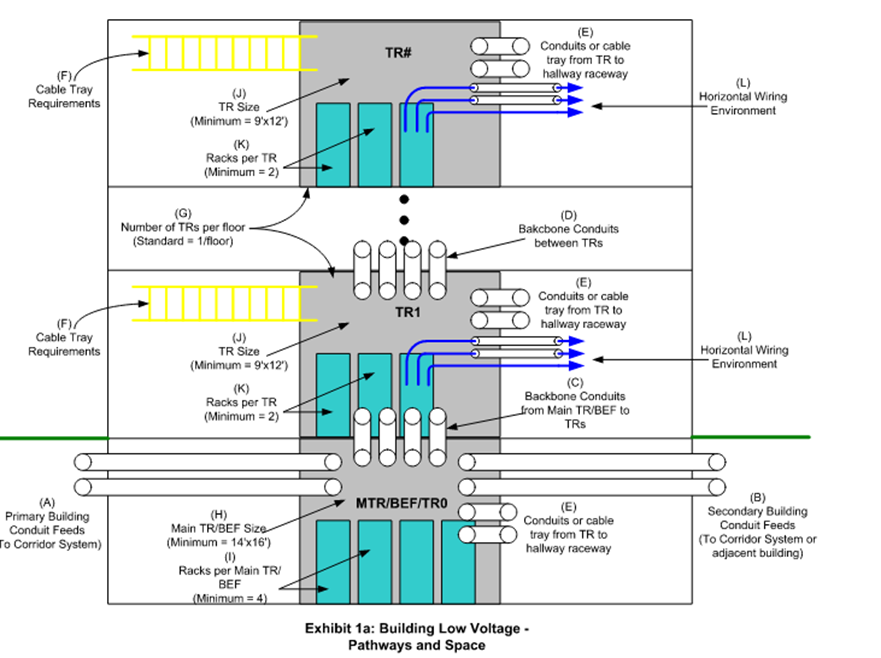 TR#
(E)
Conduits or cable
tray from TR to
hallway raceway
(F)
Cable Tray
Requirements
(J)
TR Size
(Minimum = 9'x12')
(L)
Horizontal Wiring
Environment
(K)
Racks per TR
(Minimum = 2)
(G)
Number of TRs per floor
(Standard = 1/floor)
(D)
Bakcbone Conduits
between TRs
TR1
(E)
Conduits or cable
tray from TR to
hallway raceway
(F)
Cable Tray
Requirements
(J)
TR Size
(Minimum = 9'x12')
(L)
Horizontal Wiring
Environment
(K)
Racks per TR
(Minimum = 2)
(C)
Backbone Conduits
from Main TR/BEF to
TRs
(A)
Primary Building
Conduit Feeds
(To Corridor System)
MTR/BEF/TR0
(H)
Main TR/BEF Size
(Minimum = 14'x16')
(I)
Racks per Main TR/
BEF
(Minimum = 4)
(E)
Conduits or cable
tray from TR to
hallway raceway
(B)
Secondary Building
Conduit Feeds
(To Corridor System or
adjacent building)
Exhibit 1a: Building Low Voltage -
Pathways and Space